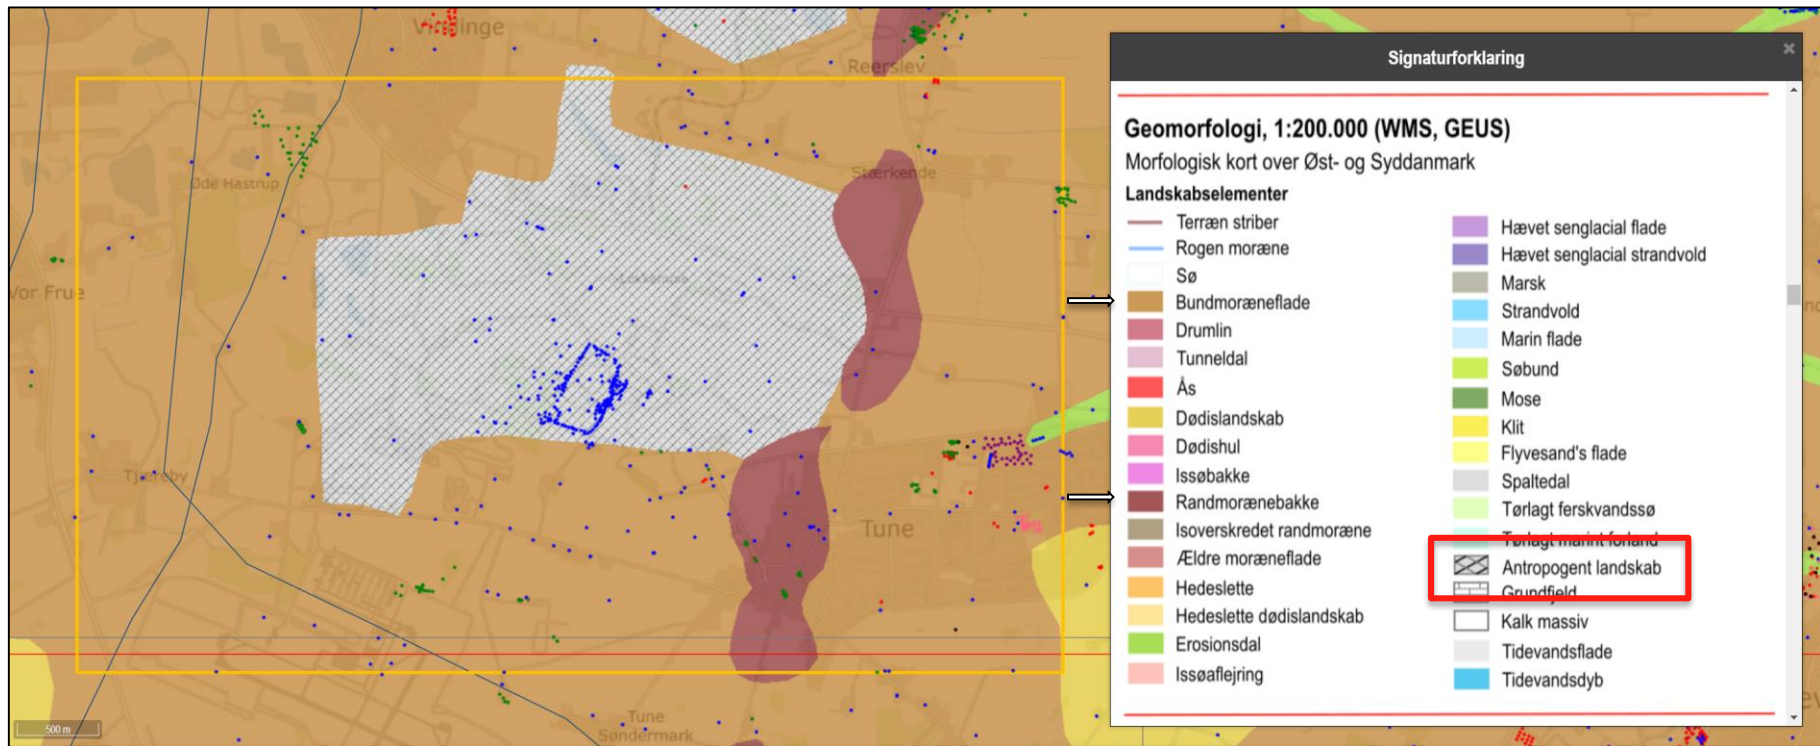 Vindinge
Reerslev
Øde Hastrup
Stærkende
Vor Frue
Tjæreby
Tune
Tune
Søndermark
500 m
Signaturforklaring
Geomorfologi, 1:200.000 (WMS, GEUS)
Morfologisk kort over Øst- og Syddanmark
Landskabselementer
Terræn striber
Rogen moræne
Sø
Bundmoræneflade
Drumlin
Tunneldal
Ås
Dødislandskab
Dødishul
Issøbakke
Randmorænebakke
Isoverskredet randmoræne
Ældre moræneflade
Hedeslette
Hedeslette dødislandskab
Erosionsdal
Issøaflejring
Hævet senglacial flade
Hævet senglacial strandvold
Marsk
Strandvold
Marin flade
Søbund
Mose
Klit
Flyvesand's flade
Spaltedal
Tørlagt ferskvandssø
Tørlagt marint forland
Antropogent landskab
Grundfjeld
Kalk massiv
Tidevandsflade
Tidevandsdyb